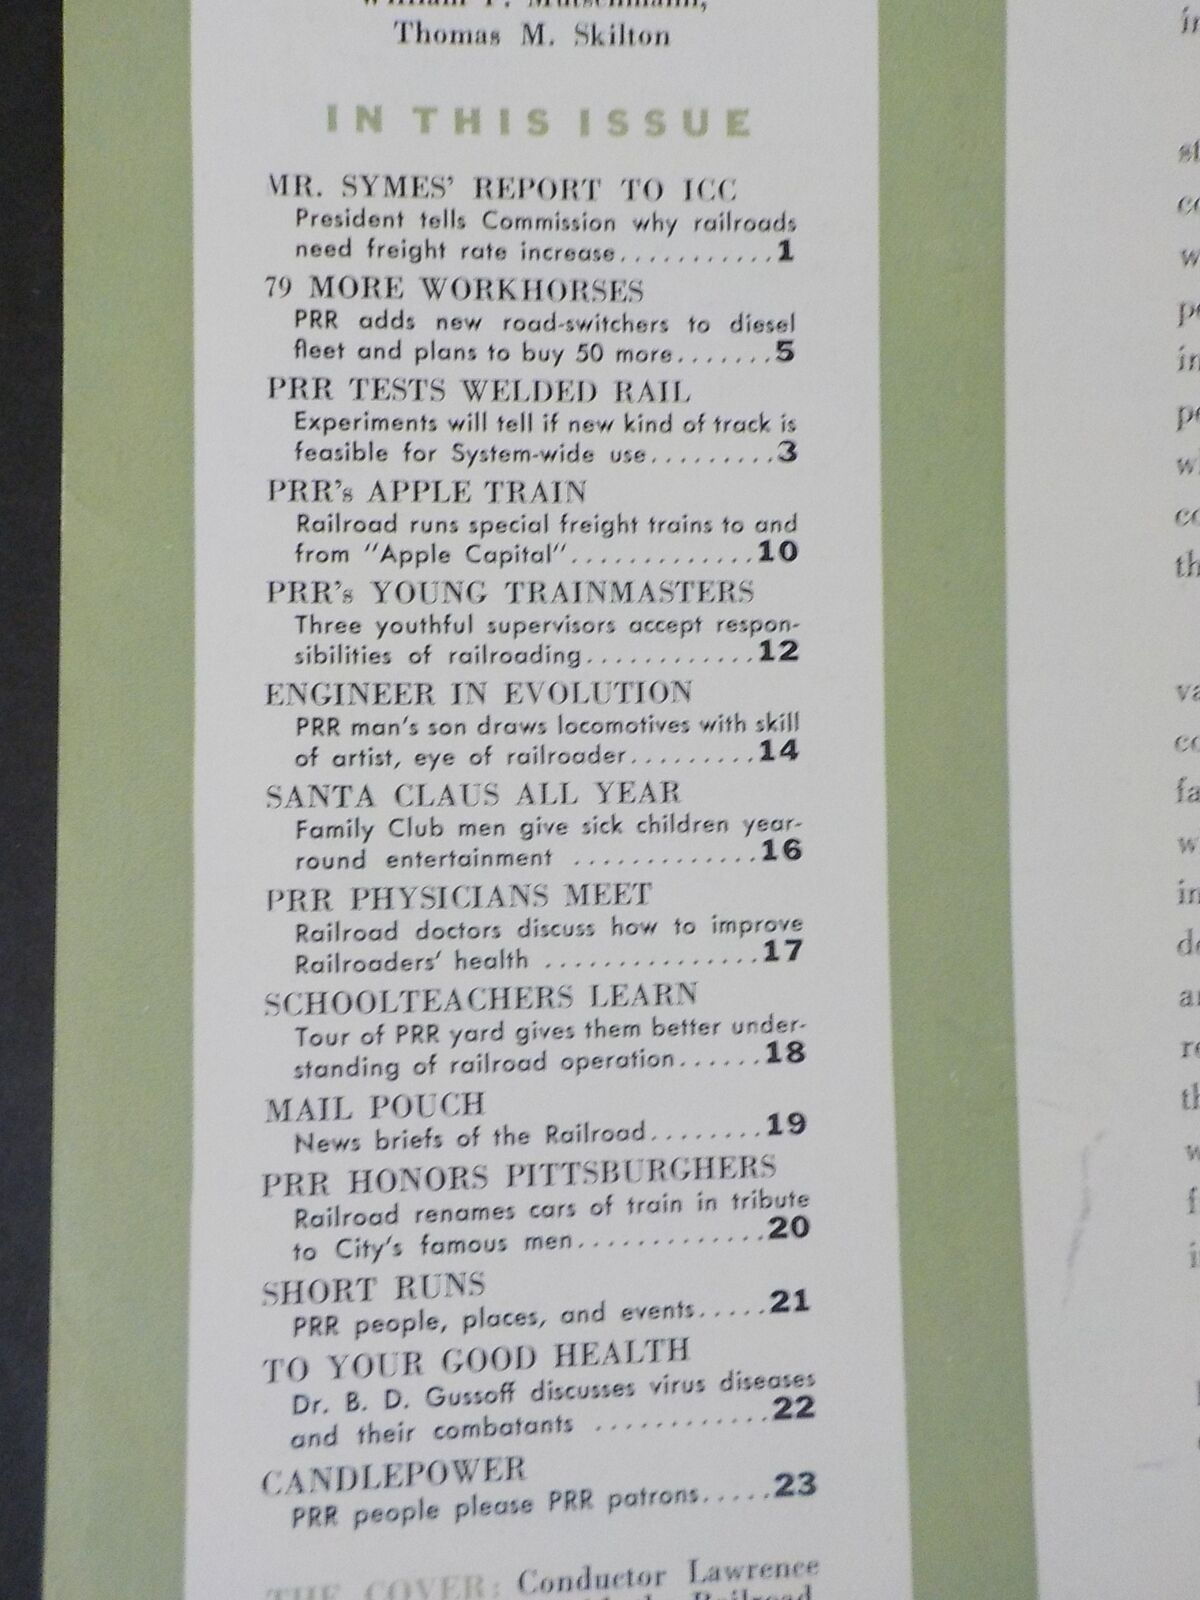 Thomas M. Skilton
IN THIS ISSUE
MR. SYMES' REPORT TO ICC
President tells Commission why railroads
need freight rate increase...........1
79 MORE WORKHORSES
PRR adds new road-switchers to diesel
fleet and plans to buy 50 more.......5
PRR TESTS WELDED RAIL
Experiments will tell if new kind of track is
feasible for System-wide use.........3
PRR's APPLE TRAIN
Railroad runs special freight trains to and
from "Apple Capital".............10
PRR's YOUNG TRAINMASTERS
Three youthful supervisors accept respon-
sibilities of railroading............12
ENGINEER IN EVOLUTION
PRR man's son draws locomotives with skill
of artist, eye of railroader.........14
SANTA CLAUS ALL YEAR
Family Club men give sick children year-
round entertainment .............16
PRR PHYSICIANS MEET
Railroad doctors discuss how to improve
Railroaders' health ...............17
SCHOOLTEACHERS LEARN
Tour of PRR yard gives them better under-
standing of railroad operation......18
MAIL POUCH
News briefs of the Railroad........19
PRR HONORS PITTSBURGHERS
Railroad renames cars of train in tribute
to City's famous men.............20
SHORT RUNS
PRR people, places, and events.....21
TO YOUR GOOD HEALTH
Dr. B. D. Gussoff discusses virus diseases
and their combatants ............22
CANDLEPOWER
PRR people please PRR patrons.....23
THE COVER: Conductor Lawrence
Railroad